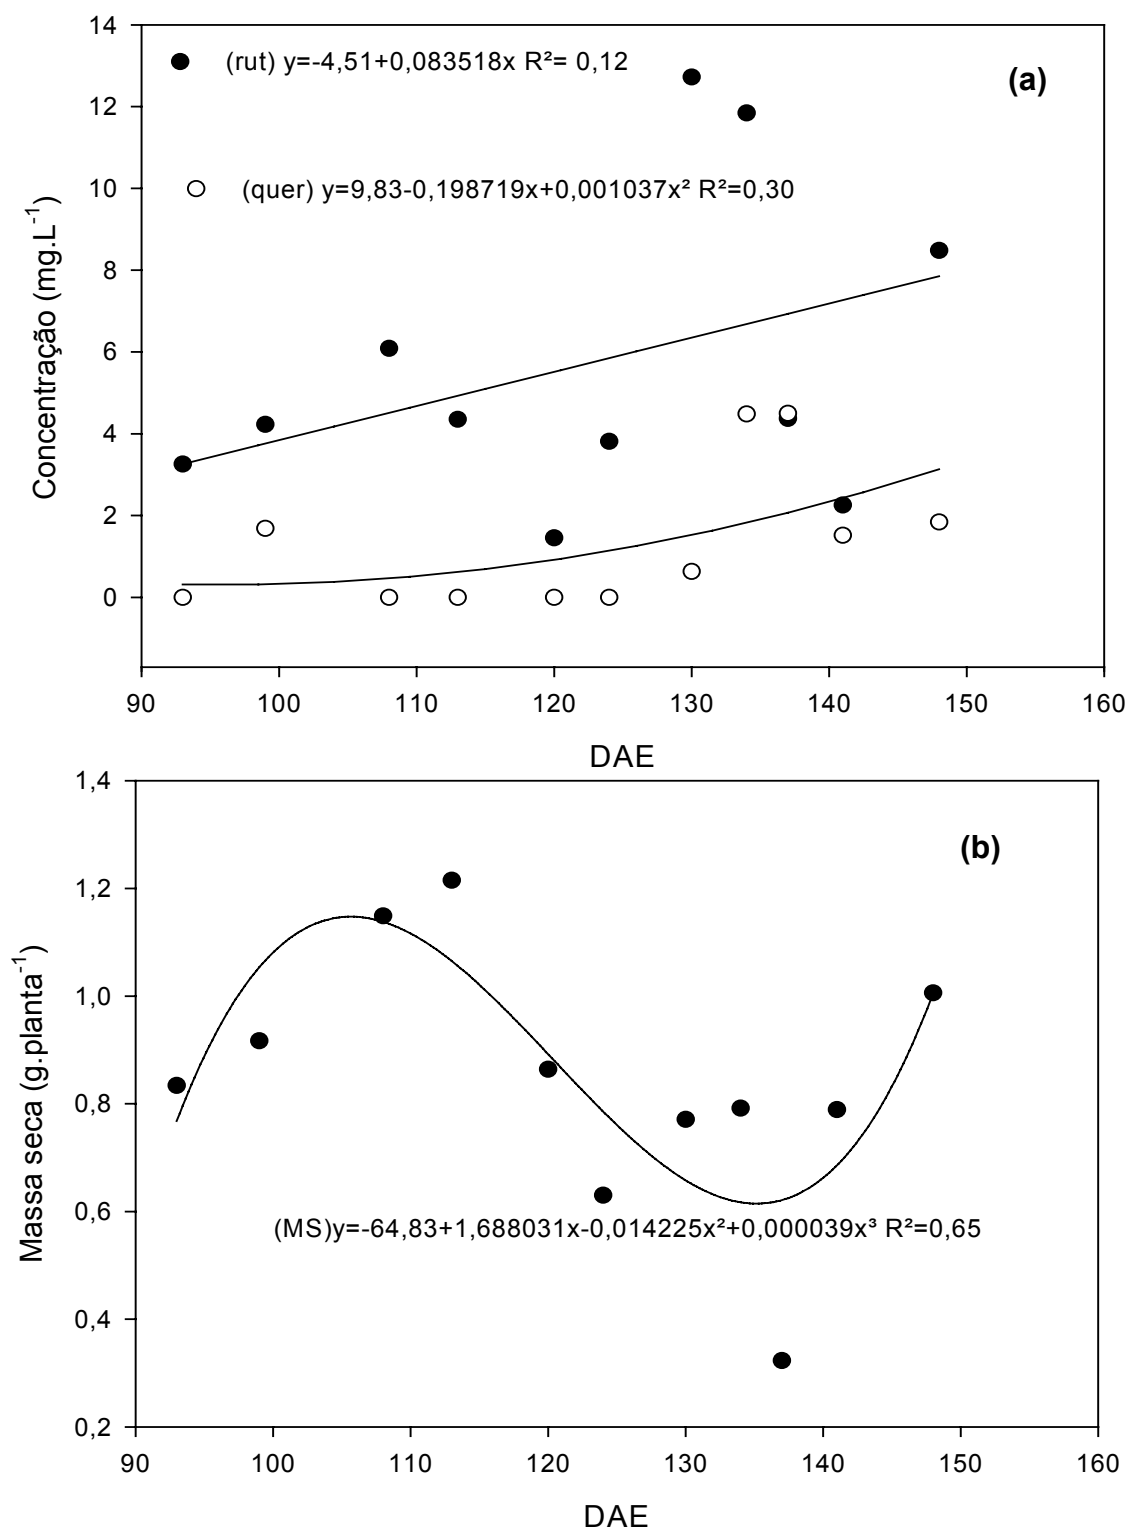 14
(rut) y=-4,51+0,083518x R²= 0,12
(a)
12
10
(quer) y=9,83-0,198719x+0,001037x² R²=0,30
8
6
4
2
0
Concentração (mg.L⁻¹)
90 100 110 120 130 140 150 160
DAE
1,4
(b)
1,2
1,0
0,8
0,6
(MS)y=-64,83+1,688031x-0,014225x²+0,000039x³ R²=0,65
0,4
0,2
Massa seca (g.planta⁻¹)
90 100 110 120 130 140 150 160
DAE